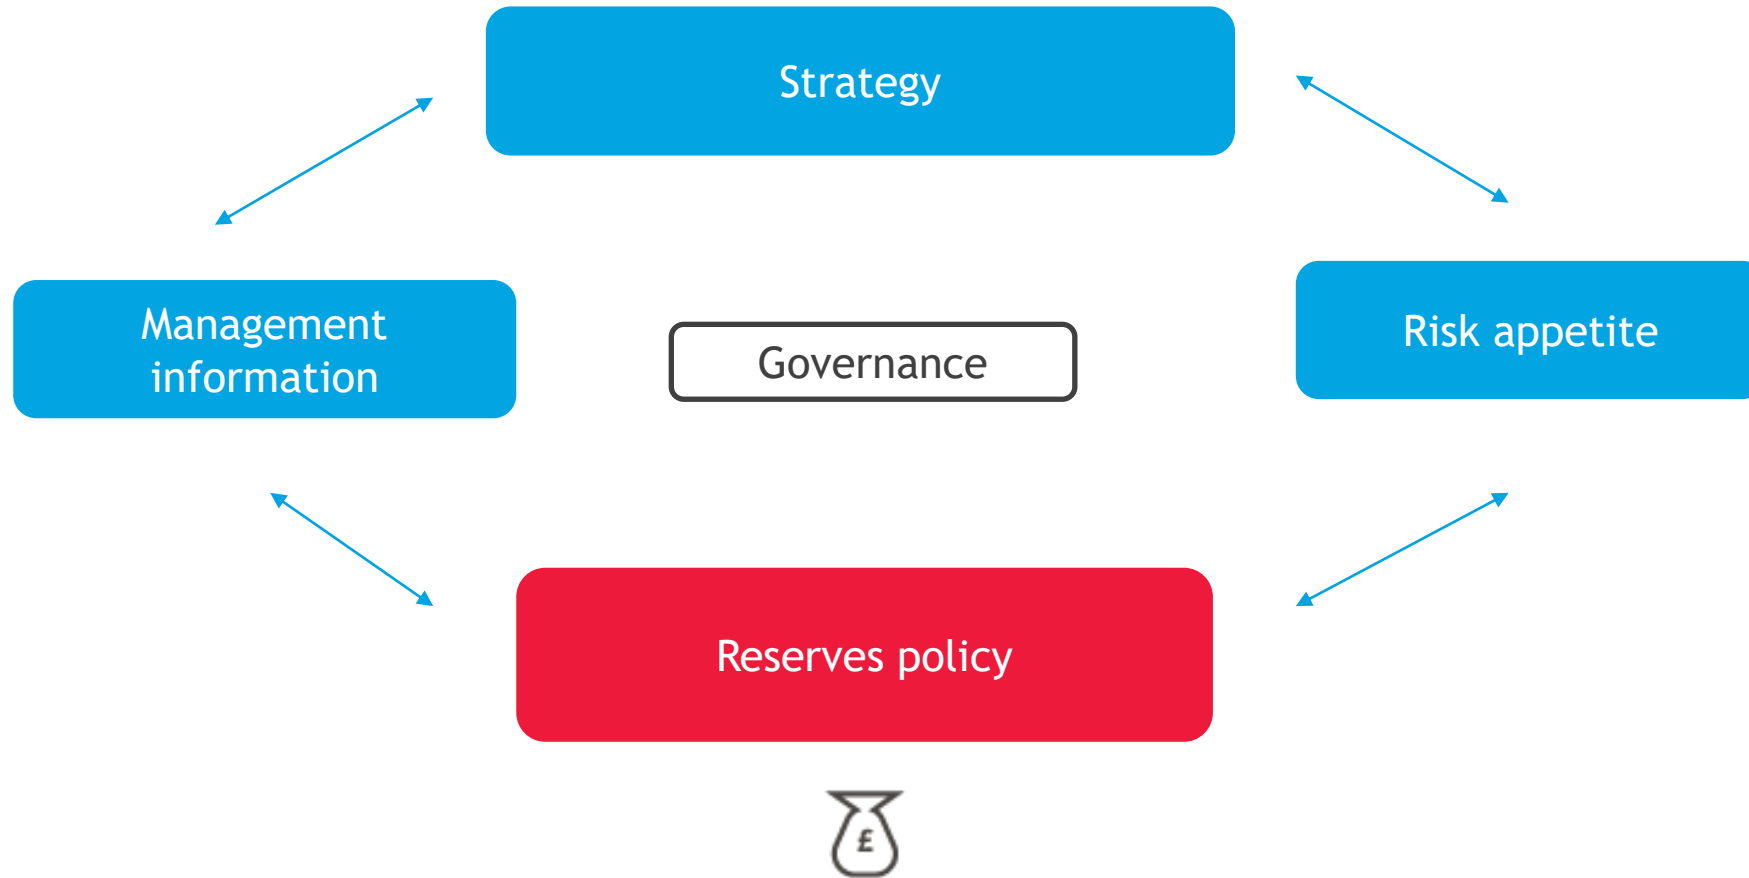 Strategy
Management
information
Governance
Risk appetite
Reserves policy
£